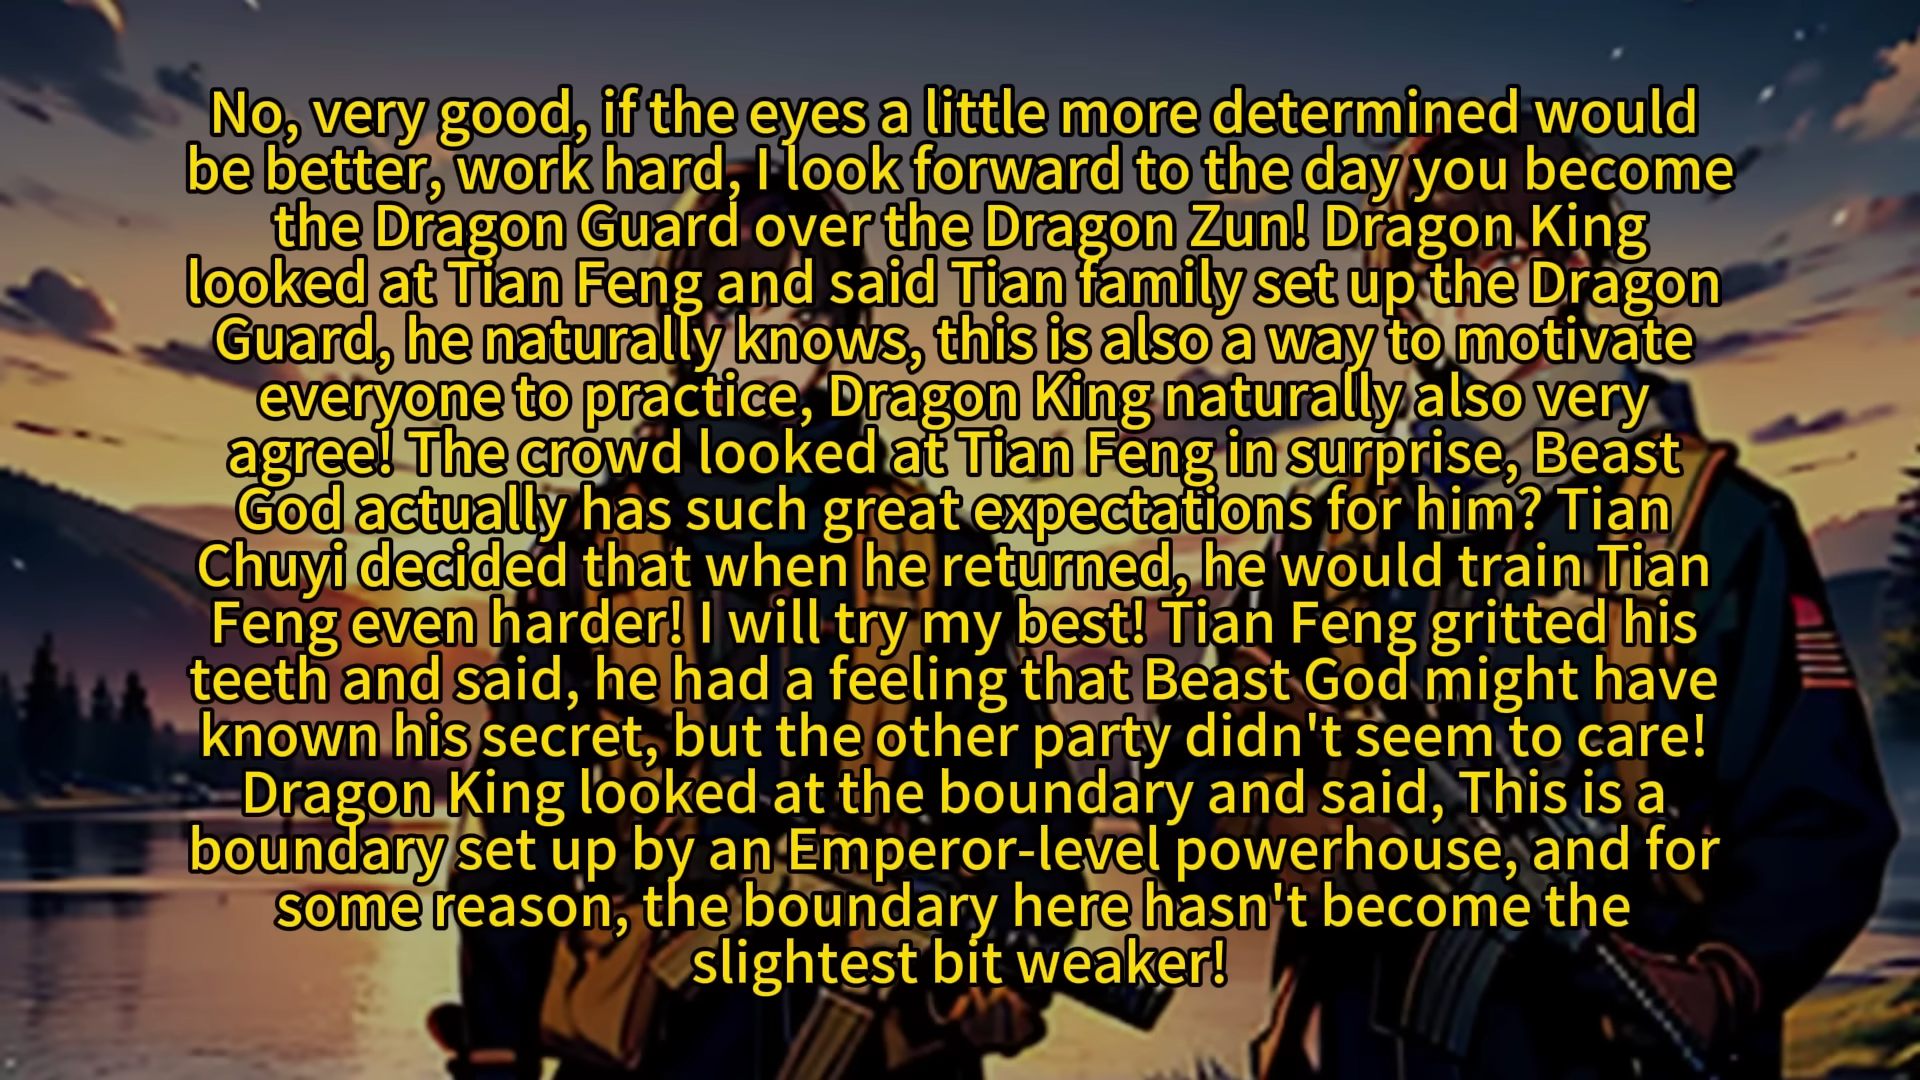 No, very good, if the eyes a little more determined would
be better, work hard, I look forward to the day you become
the Dragon Guard over the Dragon Zun! Dragon King
looked at Tian Feng and said Tian family set up the Dragon
Guard, he naturally knows, this is also a way to motivate
everyone to practice, Dragon King naturally also very
agree! The crowd looked at Tian Feng in surprise, Beast
God actually has such great expectations for him? Tian
Chuyi decided that when he returned, he would train Tian
Feng even harder! I will try my best! Tian Feng gritted his
teeth and said, he had a feeling that Beast God might have
known his secret, but the other party didn't seem to care!
Dragon King looked at the boundary and said, This is a
boundary set up by an Emperor-level powerhouse, and for
some reason, the boundary here hasn't become the
slightest bit weaker!